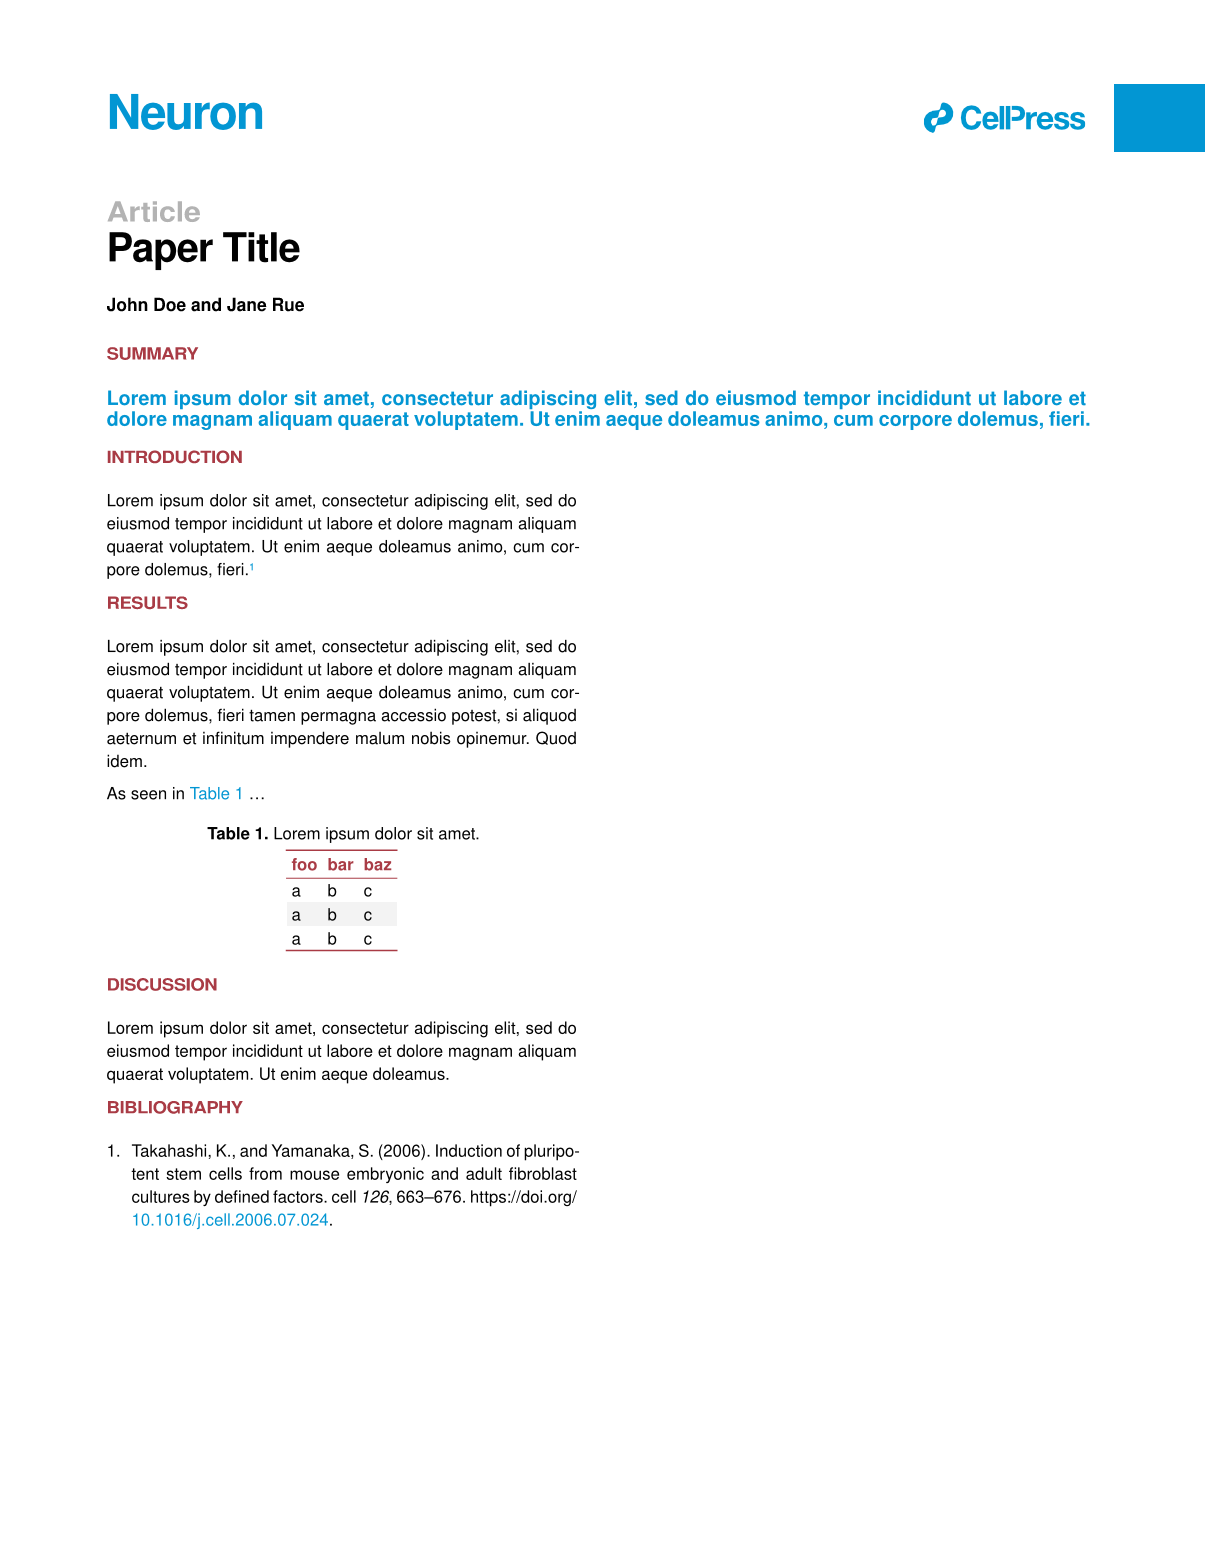 Neuron
CellPress
Article
Paper Title
John Doe and Jane Rue
SUMMARY
Lorem ipsum dolor sit amet, consectetur adipiscing elit, sed do eiusmod tempor incididunt ut labore et
dolore magnam aliquam quaerat voluptatem. Ut enim aeque doleamus animo, cum corpore dolemus, fieri.
INTRODUCTION
Lorem ipsum dolor sit amet, consectetur adipiscing elit, sed do
eiusmod tempor incididunt ut labore et dolore magnam aliquam
quaerat voluptatem. Ut enim aeque doleamus animo, cum cor-
pore dolemus, fieri.¹
RESULTS
Lorem ipsum dolor sit amet, consectetur adipiscing elit, sed do
eiusmod tempor incididunt ut labore et dolore magnam aliquam
quaerat voluptatem. Ut enim aeque doleamus animo, cum cor-
pore dolemus, fieri tamen permagna accessio potest, si aliquod
aeternum et infinitum impendere malum nobis opinemur. Quod
idem.
As seen in Table 1 …
Table 1. Lorem ipsum dolor sit amet.
foo bar baz
a b c
a b c
a b c
DISCUSSION
Lorem ipsum dolor sit amet, consectetur adipiscing elit, sed do
eiusmod tempor incididunt ut labore et dolore magnam aliquam
quaerat voluptatem. Ut enim aeque doleamus.
BIBLIOGRAPHY
1. Takahashi, K., and Yamanaka, S. (2006). Induction of pluripo-
tent stem cells from mouse embryonic and adult fibroblast
cultures by defined factors. cell 126, 663–676. https://doi.org/
10.1016/j.cell.2006.07.024.